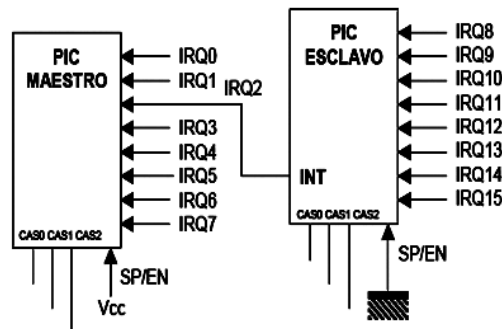 PIC
MAESTRO
IRQ0
IRQ1
IRQ2
IRQ3
IRQ4
IRQ5
IRQ6
IRQ7
CAS0 CAS1 CAS2
SP/EN
Vcc
PIC
ESCLAVO
IRQ8
IRQ9
IRQ10
IRQ11
IRQ12
IRQ13
IRQ14
IRQ15
INT
CAS0 CAS1 CAS2
SP/EN